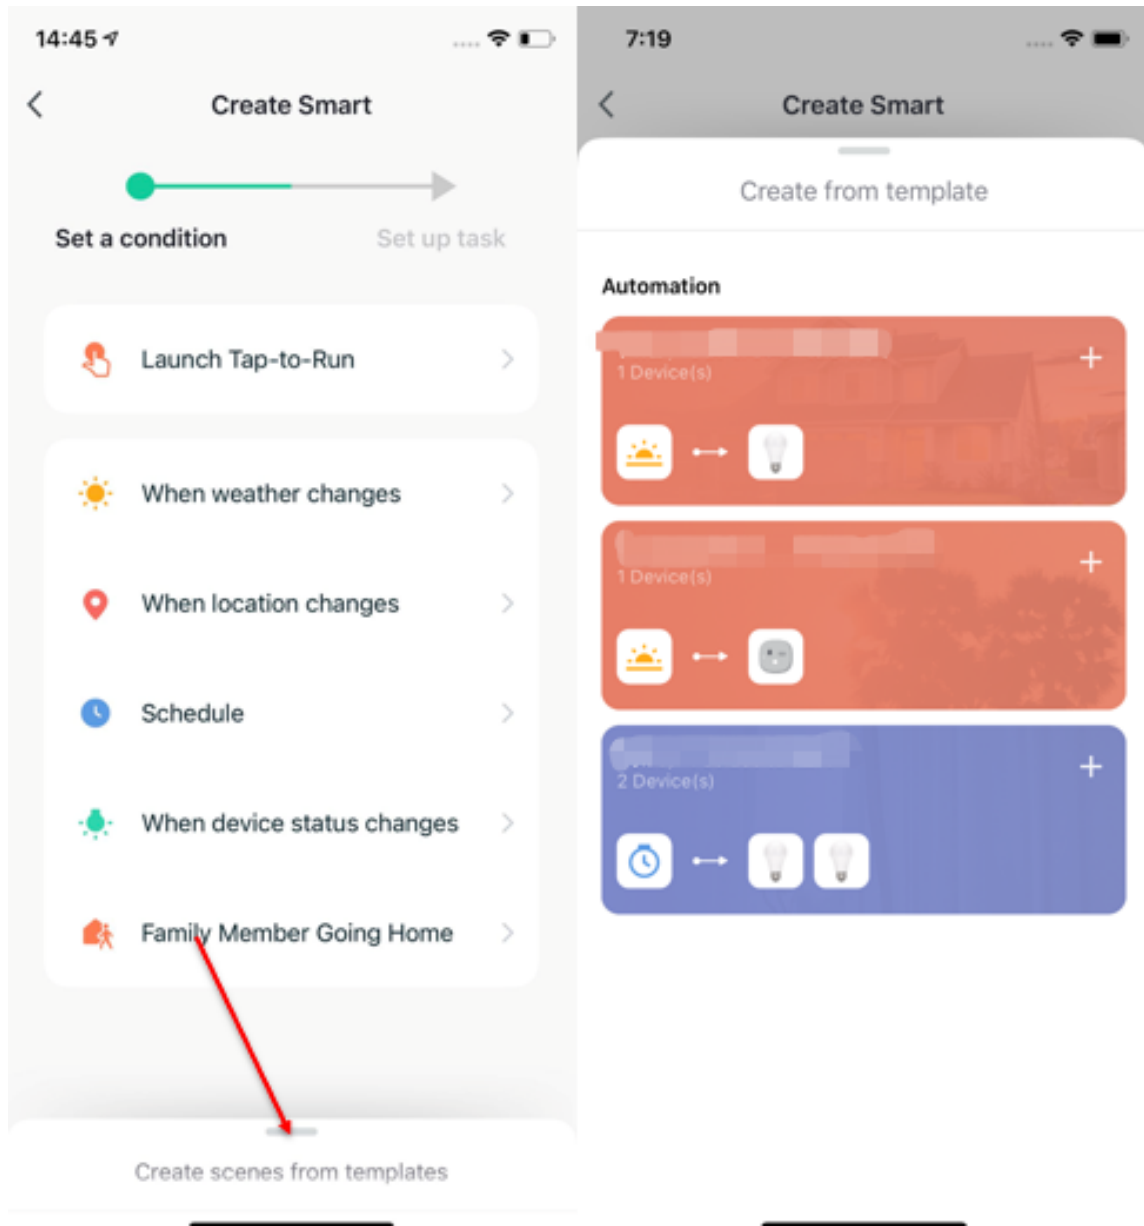 14:45
Create Smart
Set a condition
Set up task
Launch Tap-to-Run
When weather changes
When location changes
Schedule
When device status changes
Family Member Going Home
Create scenes from templates
7:19
Create Smart
Create from template
Automation
1 Device(s)
1 Device(s)
2 Device(s)